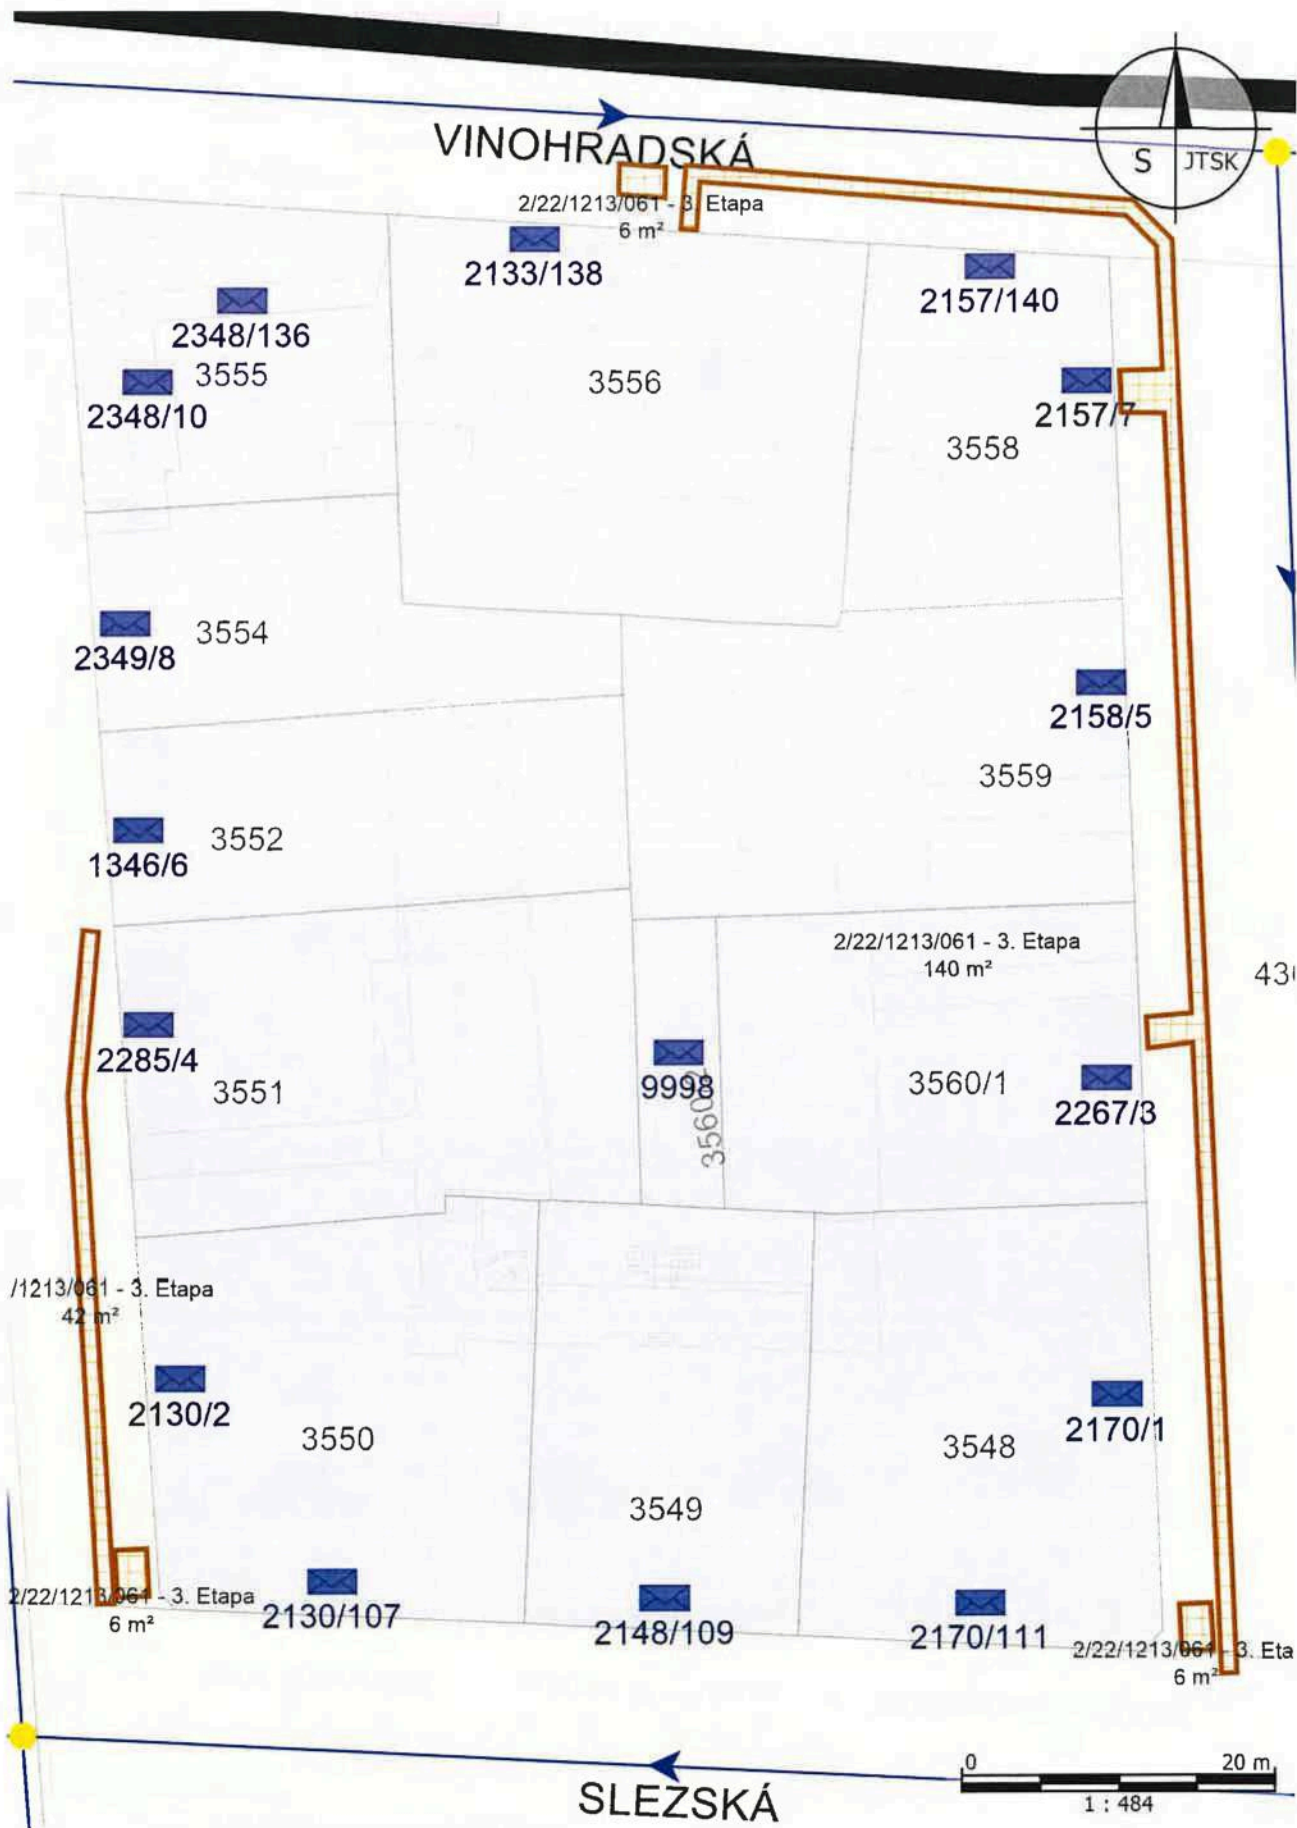 S
JTSK
VINOHRADSKÁ
2/22/1213/061 - 3. Etapa
6 m²
2133/138
2157/140
2348/136
3555
2348/10
3556
2157/7
3558
2349/8
3554
2158/5
3559
1346/6
3552
2/22/1213/061 - 3. Etapa
140 m²
2285/4
3551
9998
3560/1
2267/3
/1213/061 - 3. Etapa
42 m²
2130/2
3550
3549
3548
2170/1
2/22/1213/061 - 3. Etapa
6 m²
2130/107
2148/109
2170/111
2/22/1213/061 - 3. Eta
6 m²
SLEZSKÁ
0
20 m
1 : 484